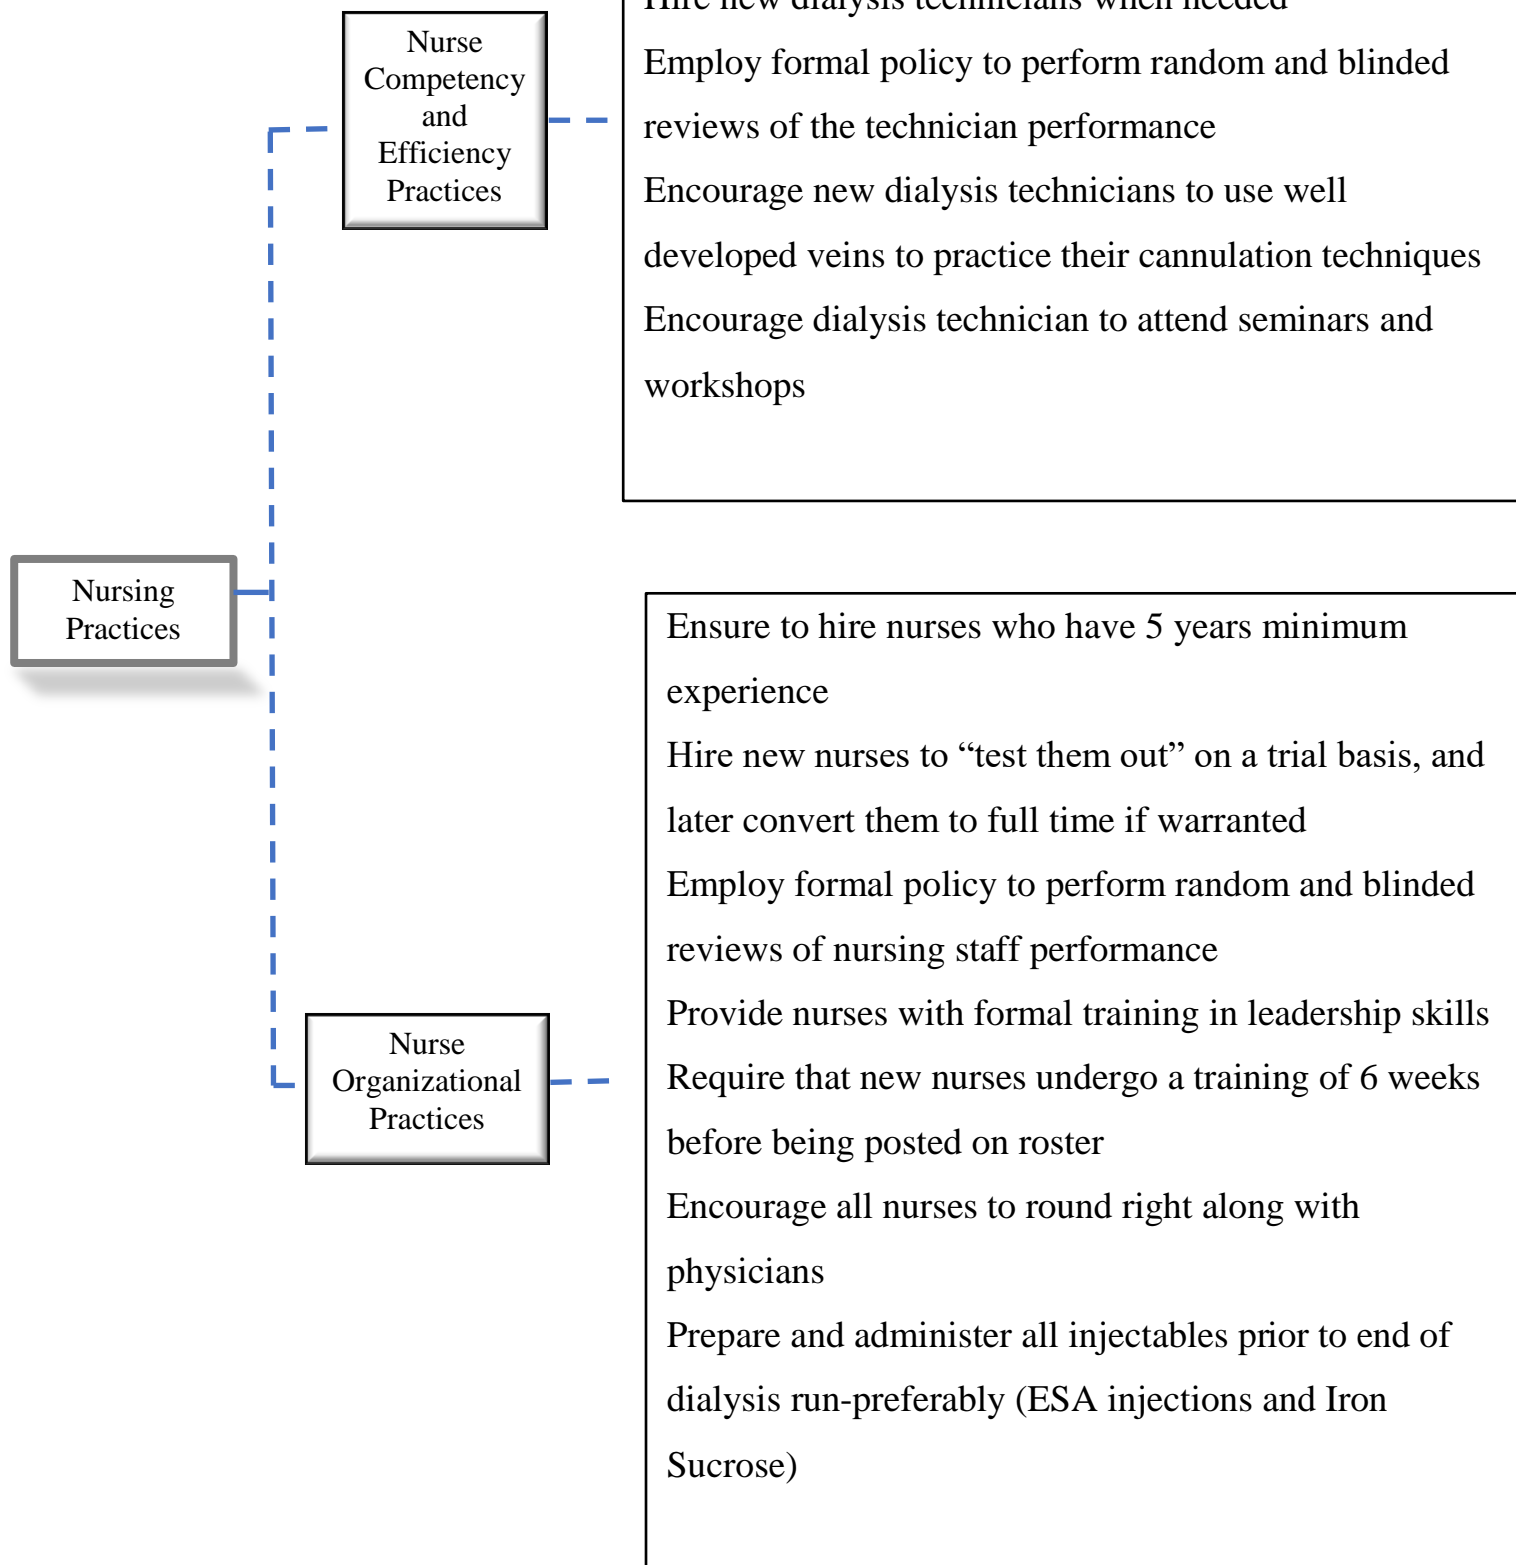 Hire new dialysis technicians when needed
Nurse
Competency
and
Efficiency
Practices
Employ formal policy to perform random and blinded
reviews of the technician performance
Encourage new dialysis technicians to use well
developed veins to practice their cannulation techniques
Encourage dialysis technician to attend seminars and
workshops
Nursing
Practices
Ensure to hire nurses who have 5 years minimum
experience
Hire new nurses to “test them out” on a trial basis, and
later convert them to full time if warranted
Employ formal policy to perform random and blinded
reviews of nursing staff performance
Provide nurses with formal training in leadership skills
Nurse
Organizational
Practices
Require that new nurses undergo a training of 6 weeks
before being posted on roster
Encourage all nurses to round right along with
physicians
Prepare and administer all injectables prior to end of
dialysis run-preferably (ESA injections and Iron
Sucrose)